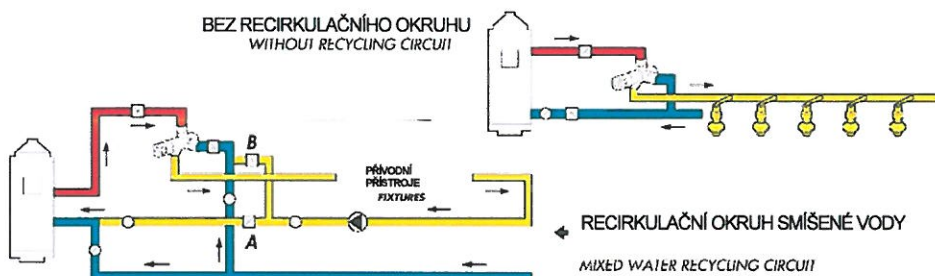 BEZ RECIRKULAČNÍHO OKRUHU
WITHOUT RECYCLING CIRCUIT
B
PŘÍVODNÍ
PŘÍSTROJE
FIXTURES
A
RECIRKULAČNÍ OKRUH SMÍŠENÉ VODY
MIXED WATER RECYCLING CIRCUIT